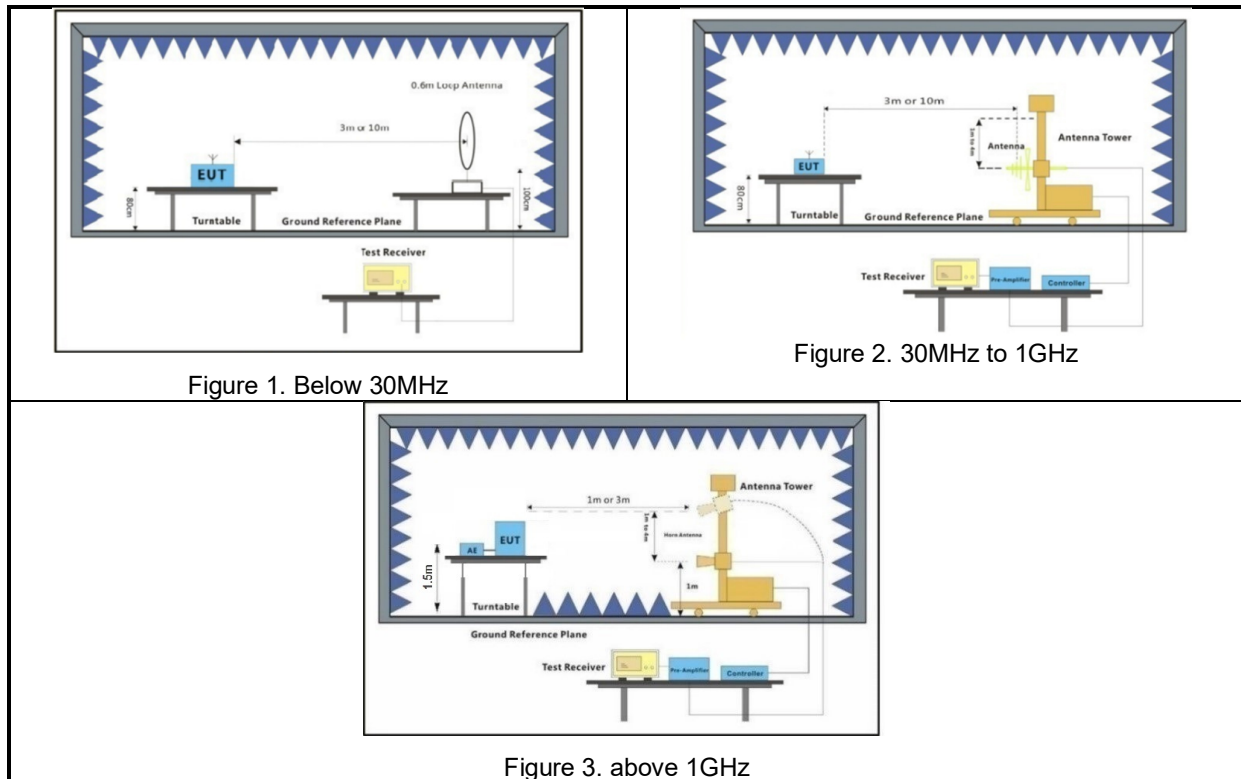 0.6m Loop Antenna
3m or 10m
EUT
80cm
100cm
Turntable
Ground Reference Plane
Test Receiver
Figure 1. Below 30MHz
3m or 10m
1m to 4m
Antenna
Antenna Tower
EUT
80cm
Turntable
Ground Reference Plane
Test Receiver
Pre-Amplifier
Controller
Figure 2. 30MHz to 1GHz
Antenna Tower
1m or 3m
1m to 4m
Horn Antenna
AE
EUT
1.5m
1m
Turntable
Ground Reference Plane
Test Receiver
Pre-Amplifier
Controller
Figure 3. above 1GHz